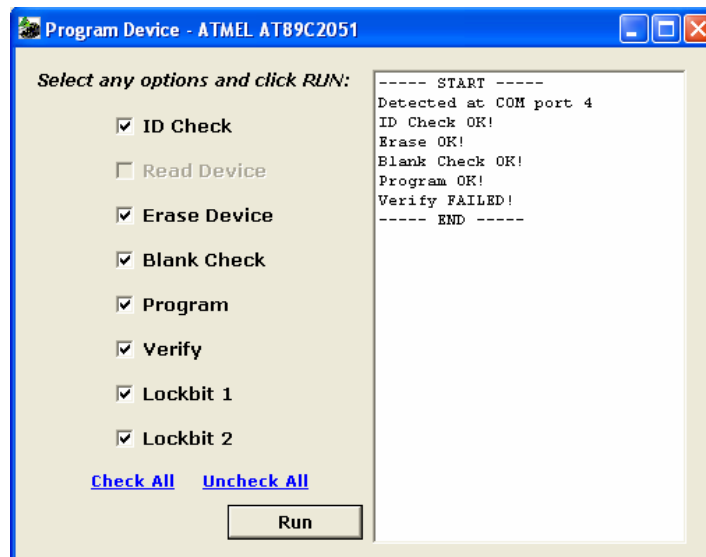 Program Device - ATMEL AT89C2051
Select any options and click RUN:
ID Check
Read Device
Erase Device
Blank Check
Program
Verify
Lockbit 1
Lockbit 2
Check All Uncheck All
Run
----- START -----
Detected at COM port 4
ID Check OK!
Erase OK!
Blank Check OK!
Program OK!
Verify FAILED!
----- END -----